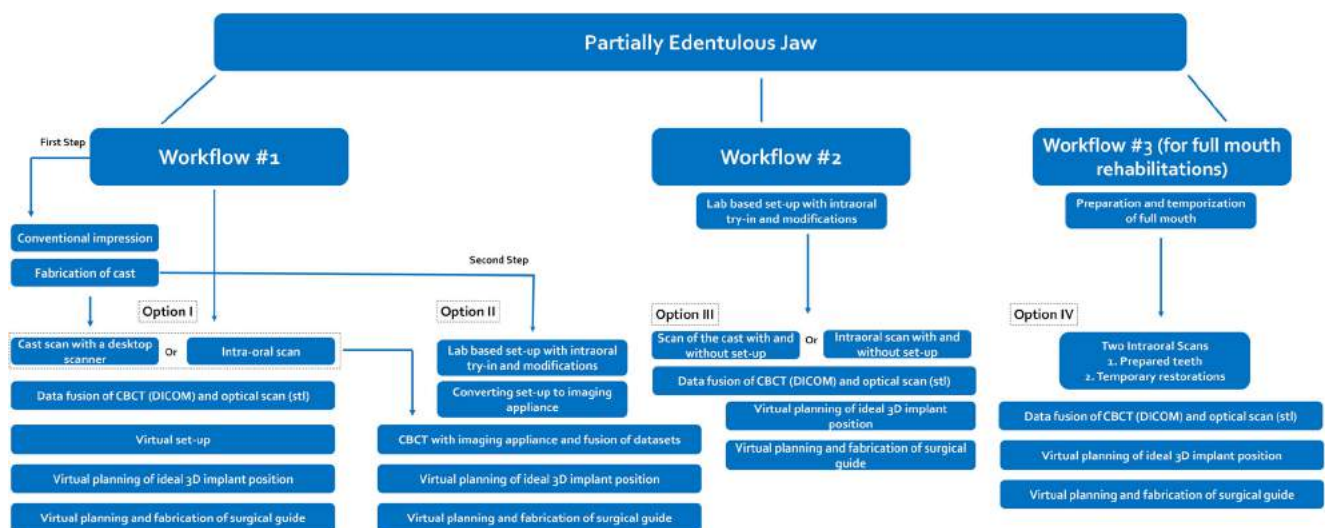 Partially Edentulous Jaw
First Step
Workflow #1
Conventional impression
Fabrication of cast
Second Step
Option I
Cast scan with a desktop
scanner
Or
Intra-oral scan
Data fusion of CBCT (DICOM) and optical scan (stl)
Virtual set-up
Virtual planning of ideal 3D implant position
Virtual planning and fabrication of surgical guide
Option II
Lab based set-up with intraoral
try-in and modifications
Converting set-up to imaging
appliance
CBCT with imaging appliance and fusion of datasets
Virtual planning of ideal 3D implant position
Virtual planning and fabrication of surgical guide
Workflow #2
Lab based set-up with intraoral
try-in and modifications
Option III
Scan of the cast with and
without set-up
Or
Intraoral scan with and
without set-up
Data fusion of CBCT (DICOM) and optical scan (stl)
Virtual planning of ideal 3D implant
position
Virtual planning and fabrication of surgical
guide
Workflow #3 (for full mouth
rehabilitations)
Preparation and temporization
of full mouth
Option IV
Two Intraoral Scans
1. Prepared teeth
2. Temporary restorations
Data fusion of CBCT (DICOM) and optical scan (stl)
Virtual planning of ideal 3D implant position
Virtual planning and fabrication of surgical guide